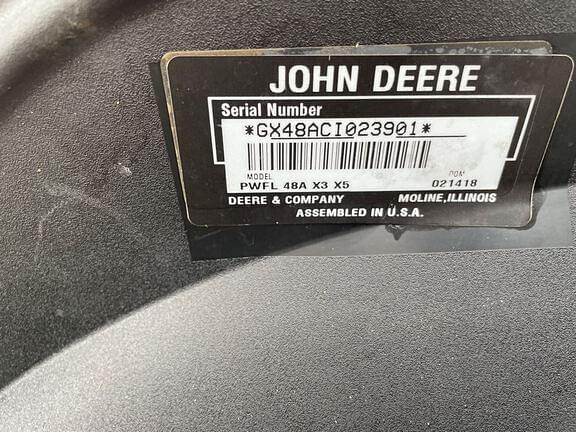 JOHN DEERE
Serial Number
*GX48ACI023901*
MODEL DOM
PWFL 48A X3 X5 021418
DEERE & COMPANY MOLINE,ILLINOIS
ASSEMBLED IN U.S.A.